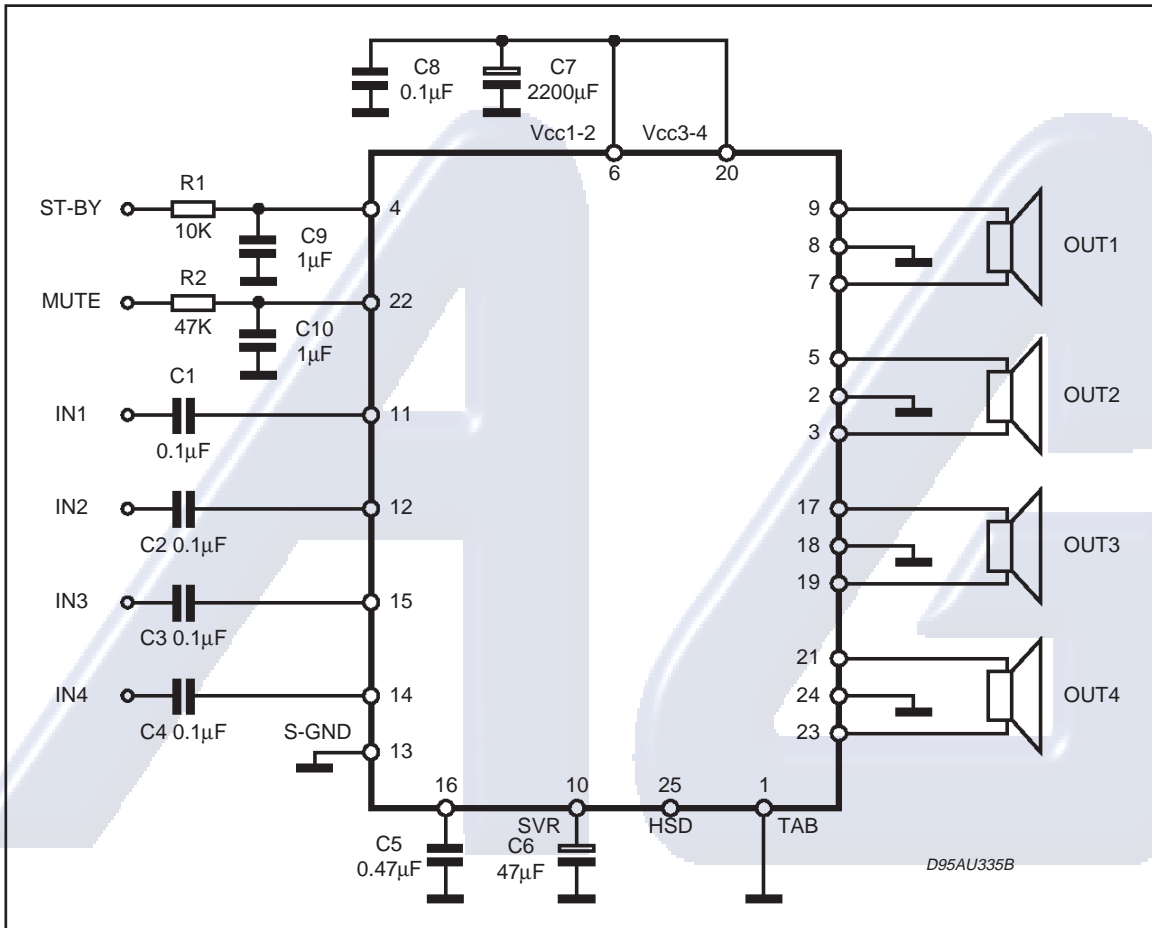 C8
0.1µF
C7
2200µF
Vcc1-2
Vcc3-4
6
20
ST-BY
R1
10K
4
C9
1µF
MUTE
R2
47K
22
C10
1µF
IN1
C1
0.1µF
11
IN2
C2 0.1µF
12
IN3
C3 0.1µF
15
IN4
C4 0.1µF
14
S-GND
13
16
C5
0.47µF
10
SVR
C6
47µF
25
HSD
1
TAB
9
8
7
OUT1
5
2
3
OUT2
17
18
19
OUT3
21
24
23
OUT4
D95AU335B